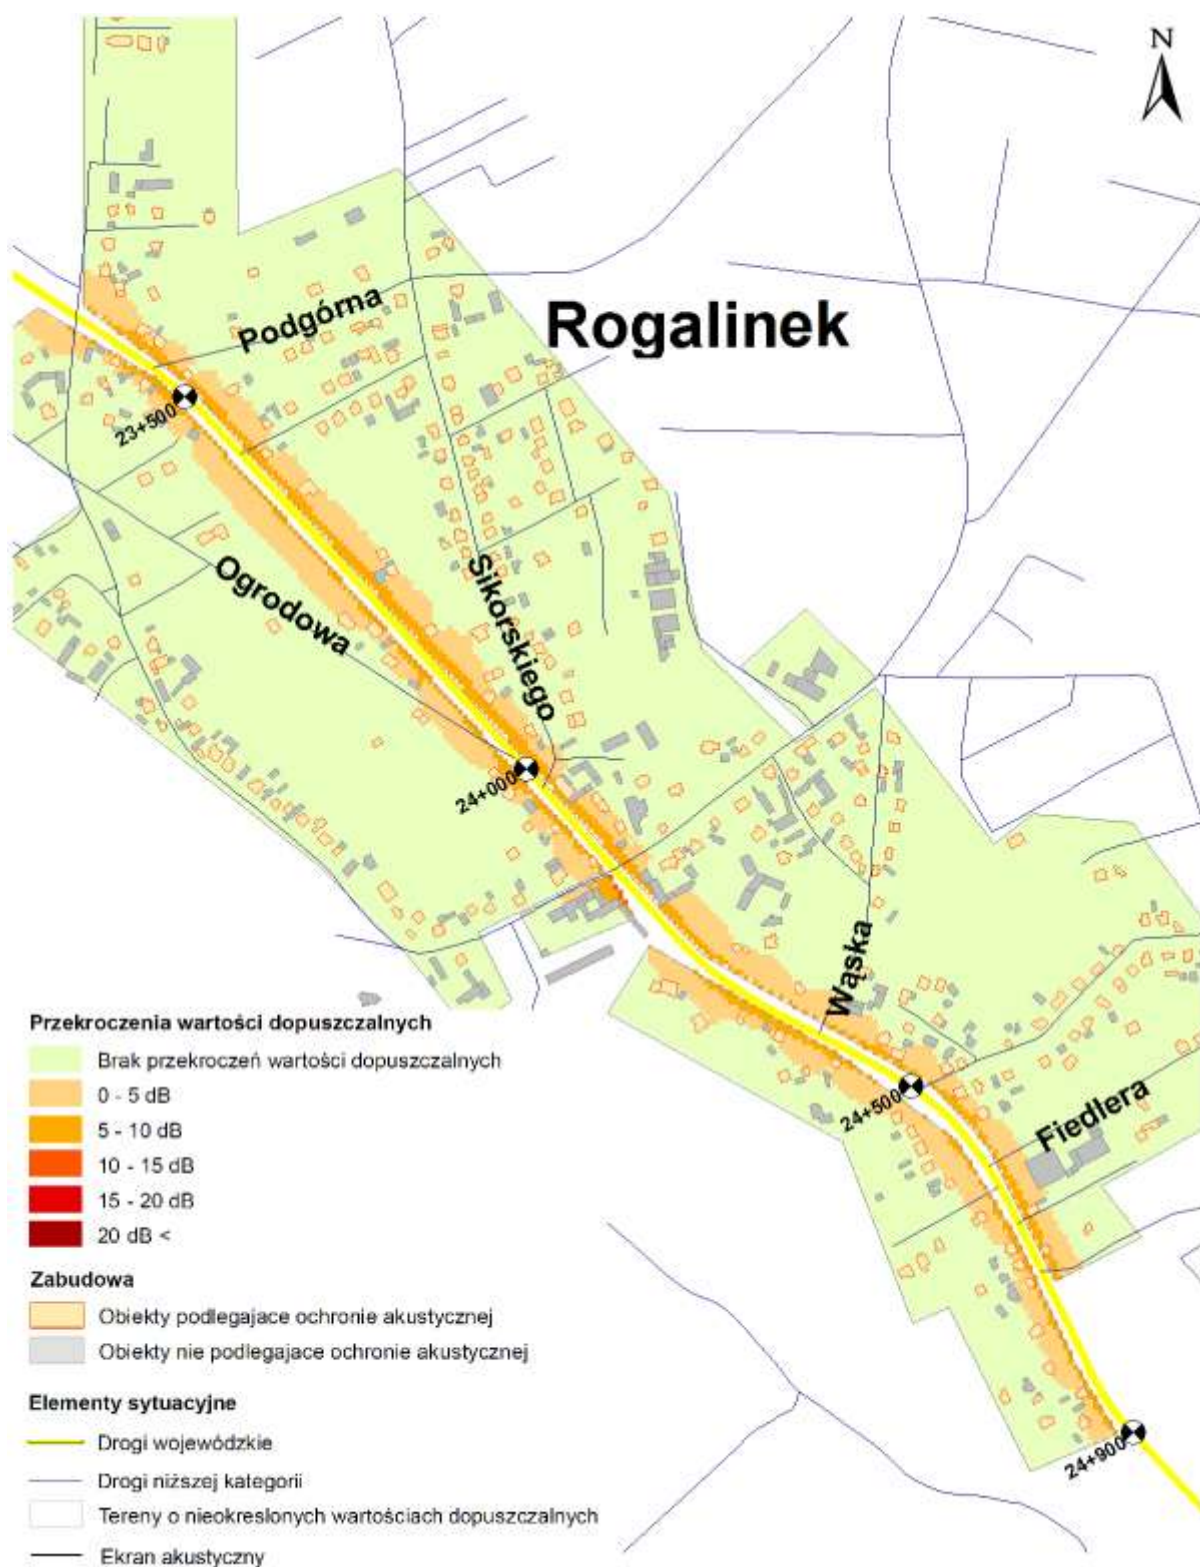 N
Rogalinek
Podgórna
23+500
Sikorskiego
Ogrodowa
24+000
Wąska
24+500
Fiedlera
24+900
Przekroczenia wartości dopuszczalnych
Brak przekroczeń wartości dopuszczalnych
0 - 5 dB
5 - 10 dB
10 - 15 dB
15 - 20 dB
20 dB <
Zabudowa
Obiekty podlegajace ochronie akustycznej
Obiekty nie podlegajace ochronie akustycznej
Elementy sytuacyjne
Drogi wojewódzkie
Drogi niższej kategorii
Tereny o nieokreslonych wartościach dopuszczalnych
Ekran akustyczny